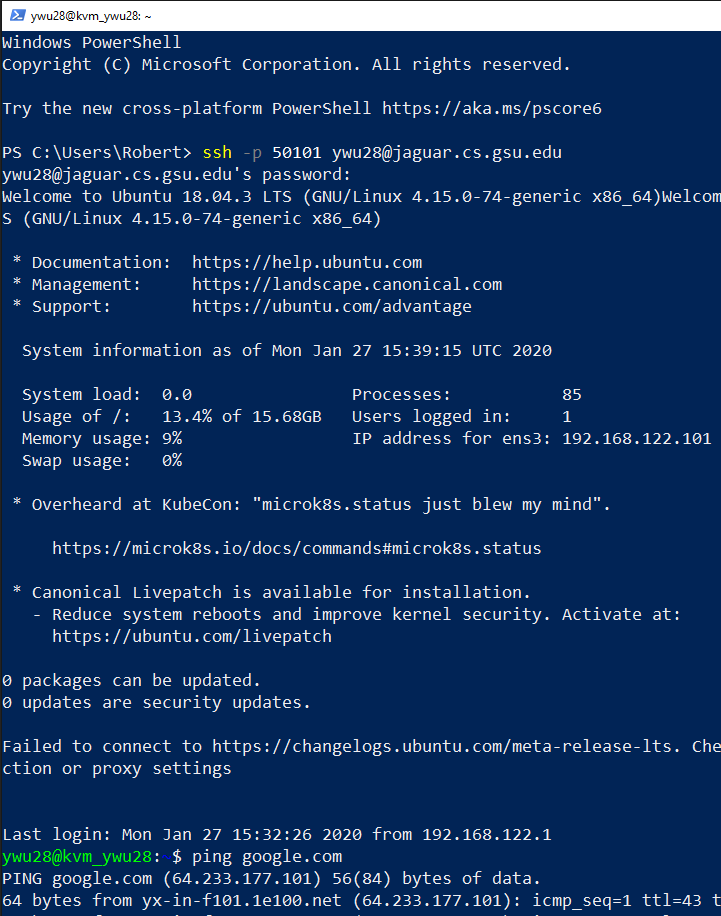 ywu28@kvm_ywu28: ~
Windows PowerShell
Copyright (C) Microsoft Corporation. All rights reserved.
Try the new cross-platform PowerShell https://aka.ms/pscore6
PS C:\Users\Robert> ssh -p 50101 ywu28@jaguar.cs.gsu.edu
ywu28@jaguar.cs.gsu.edu's password:
Welcome to Ubuntu 18.04.3 LTS (GNU/Linux 4.15.0-74-generic x86_64)Welcom
S (GNU/Linux 4.15.0-74-generic x86_64)
* Documentation: https://help.ubuntu.com
* Management: https://landscape.canonical.com
* Support: https://ubuntu.com/advantage
System information as of Mon Jan 27 15:39:15 UTC 2020
System load: 0.0 Processes: 85
Usage of /: 13.4% of 15.68GB Users logged in: 1
Memory usage: 9% IP address for ens3: 192.168.122.101
Swap usage: 0%
* Overheard at KubeCon: "microk8s.status just blew my mind".
https://microk8s.io/docs/commands#microk8s.status
* Canonical Livepatch is available for installation.
- Reduce system reboots and improve kernel security. Activate at:
https://ubuntu.com/livepatch
0 packages can be updated.
0 updates are security updates.
Failed to connect to https://changelogs.ubuntu.com/meta-release-lts. Che
ction or proxy settings
Last login: Mon Jan 27 15:32:26 2020 from 192.168.122.1
ywu28@kvm_ywu28: $ ping google.com
PING google.com (64.233.177.101) 56(84) bytes of data.
64 bytes from yx-in-f101.1e100.net (64.233.177.101): icmp_seq=1 ttl=43 t